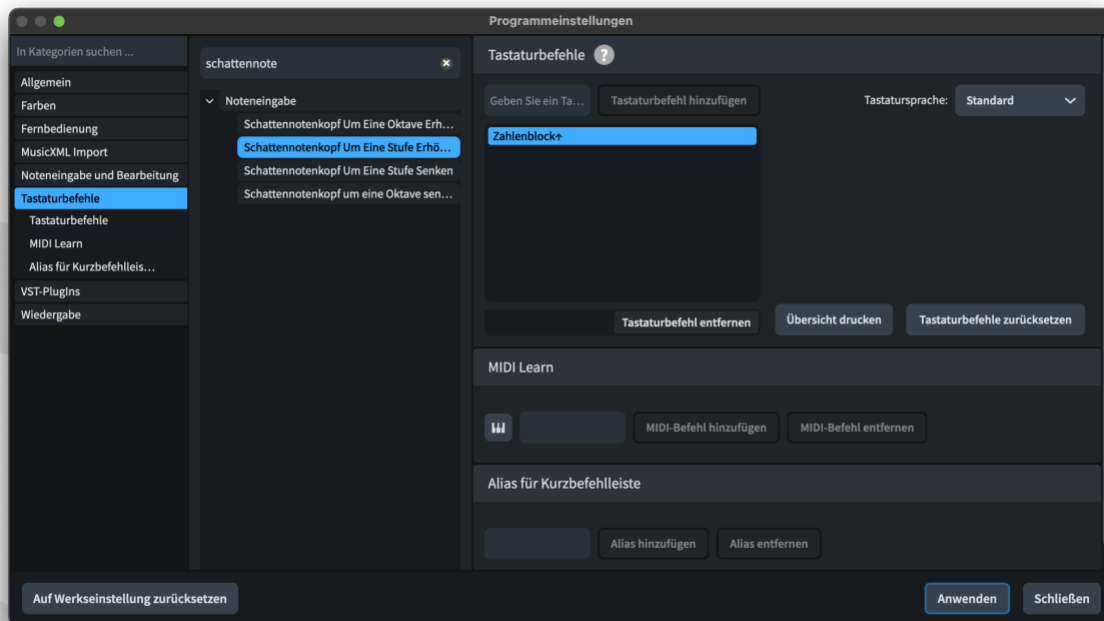 Programmeinstellungen
In Kategorien suchen ...
Allgemein
Farben
Fernbedienung
MusicXML Import
Noteneingabe und Bearbeitung
Tastaturbefehle
Tastaturbefehle
MIDI Learn
Alias für Kurzbefehlleis...
VST-PlugIns
Wiedergabe
schattennote
Noteneingabe
Schattennotenkopf Um Eine Oktave Erh...
Schattennotenkopf Um Eine Stufe Erhö...
Schattennotenkopf Um Eine Stufe Senken
Schattennotenkopf um eine Oktave sen...
Tastaturbefehle ?
Geben Sie ein Ta...
Tastaturbefehl hinzufügen
Tastatursprache:
Standard
Zahlenblock↑
Tastaturbefehl entfernen
Übersicht drucken
Tastaturbefehle zurücksetzen
MIDI Learn
MIDI-Befehl hinzufügen
MIDI-Befehl entfernen
Alias für Kurzbefehlleiste
Alias hinzufügen
Alias entfernen
Auf Werkseinstellung zurücksetzen
Anwenden
Schließen